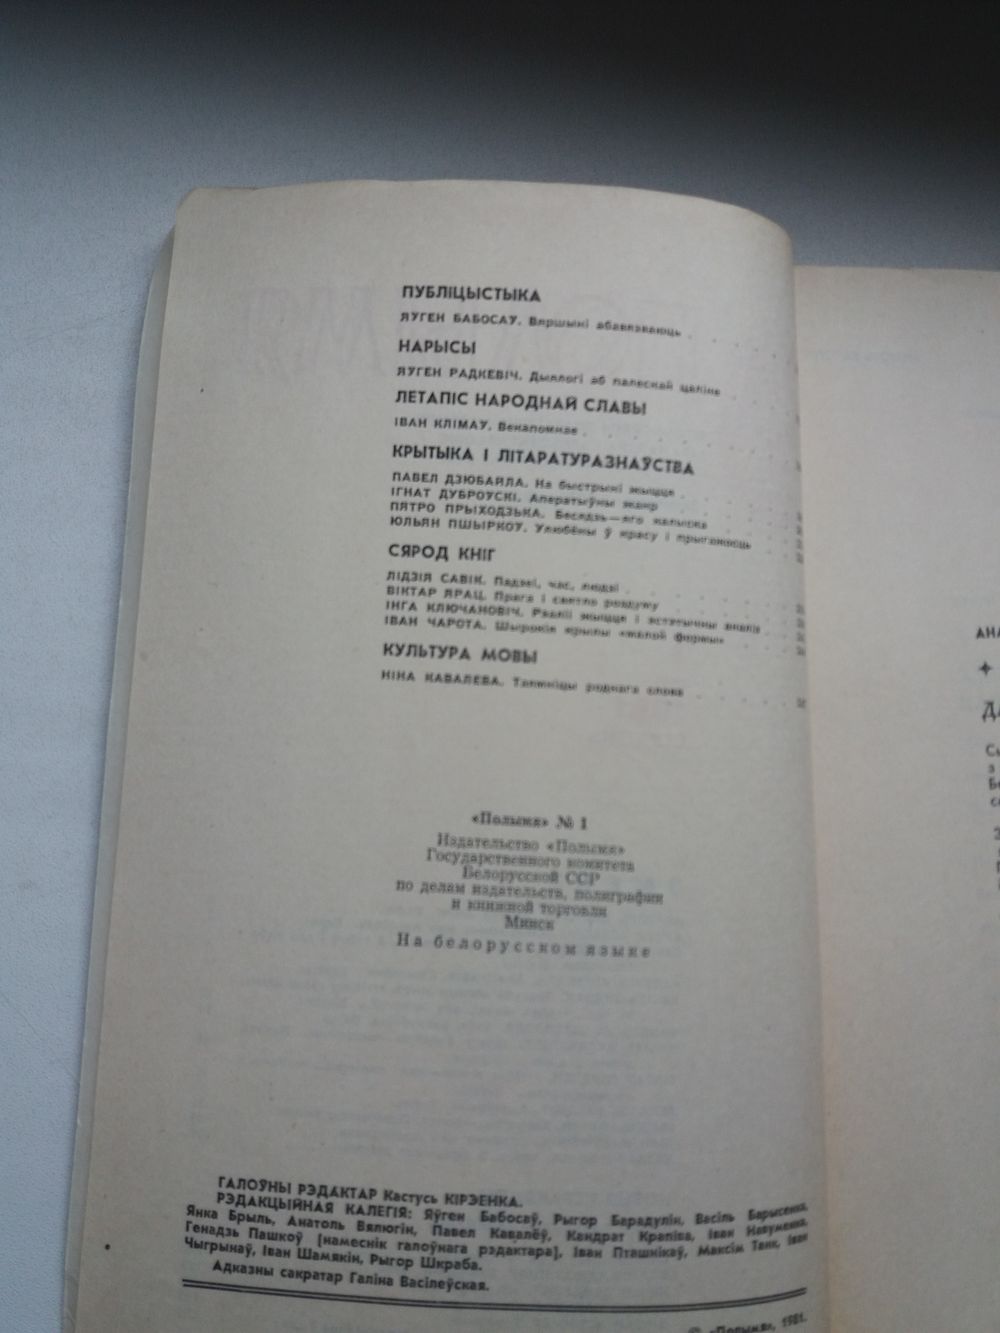 ПУБЛІЦЫСТЫКА
ЯУГЕН БАБОСАУ. Вяршыні абавязваюць
НАРЫСЫ
ЯУГЕН РАДКЕВІЧ. Дыялогі аб палескай цаліне
ЛЕТАПІС НАРОДНАЙ СЛАВЫ
ІВАН КЛІМАУ. Векапомнае
КРЫТЫКА І ЛІТАРАТУРАЗНАЎСТВА
ПАВЕЛ ДЗЮБАЙЛА. На быстрыні жыцця
ІГНАТ ДУБРОУСКІ. Аператыўны жанр
ПЯТРО ПРЫХОДЗЬКА. Бесядзь—яго калыска
ЮЛЬЯН ПШЫРКОУ. Улюбёны ў красу і прыгажосць
СЯРОД КНІГ
ЛІДЗІЯ САВІК. Падзеі, час, людзі
ВІКТАР ЯРАЦ. Прага і святло роздуму
ІНГА КЛЮЧАНОВІЧ. Рэаліі жыцця і эстэтычны аналіз
ІВАН ЧАРОТА. Шырокія крылы «малой формы»
КУЛЬТУРА МОВЫ
НІНА КАВАЛЕВА. Таямніцы роднага слова
«Полымя» № 1
Издательство «Полымя»
Государственного комитета
Белорусской ССР
по делам издательств, полиграфии
и книжной торговли
Минск
На белорусском языке
ГАЛОЎНЫ РЭДАКТАР Кастусь КІРЭЕНКА.
РЭДАКЦЫЙНАЯ КАЛЕГІЯ: Яўген Бабосаў, Рыгор Барадулін, Васіль Барысенка,
Янка Брыль, Анатоль Вялюгін, Павел Кавалёў, Кандрат Крапіва, Іван Навуменка,
Генадзь Пашкоў [намеснік галоўнага рэдактара], Іван Пташнікаў, Максім Танк, Іван
Чыгрынаў, Іван Шамякін, Рыгор Шкраба.
Адказны сакратар Галіна Васілеўская.
© «Полымя», 1981.